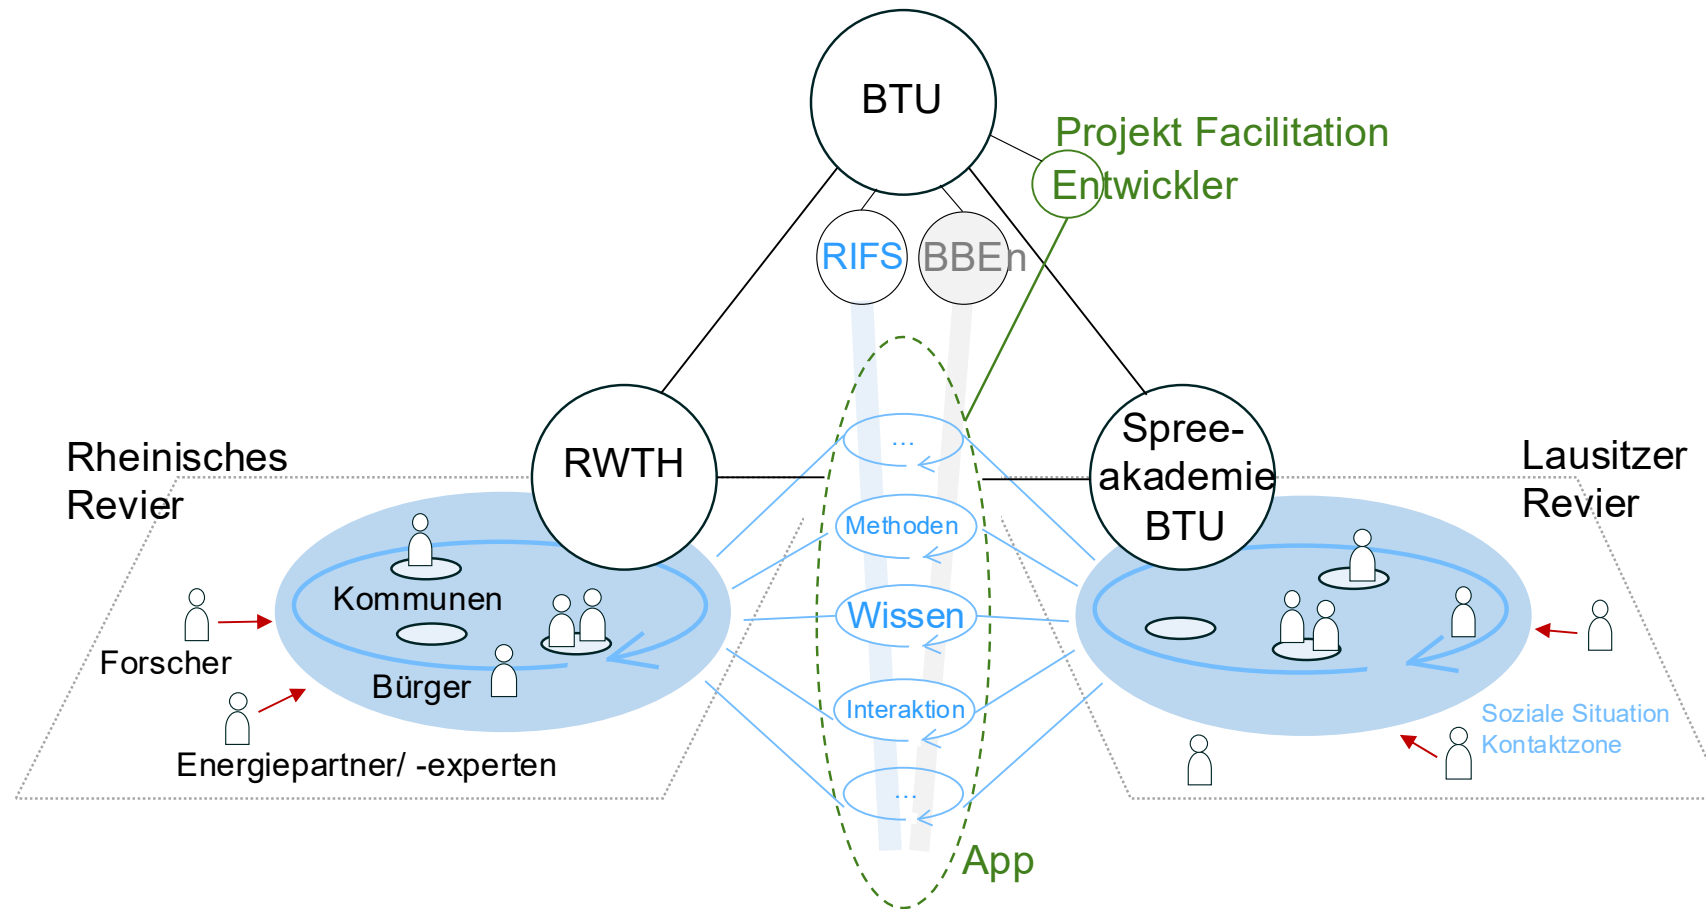 BTU
Projekt Facilitation
Entwickler
RIFS
BBEn
Rheinisches
Revier
RWTH
...
Spree-
akademie
BTU
Lausitzer
Revier
Methoden
Kommunen
Wissen
Forscher
Bürger
Interaktion
Soziale Situation
Kontaktzone
Energiepartner/ -experten
...
App